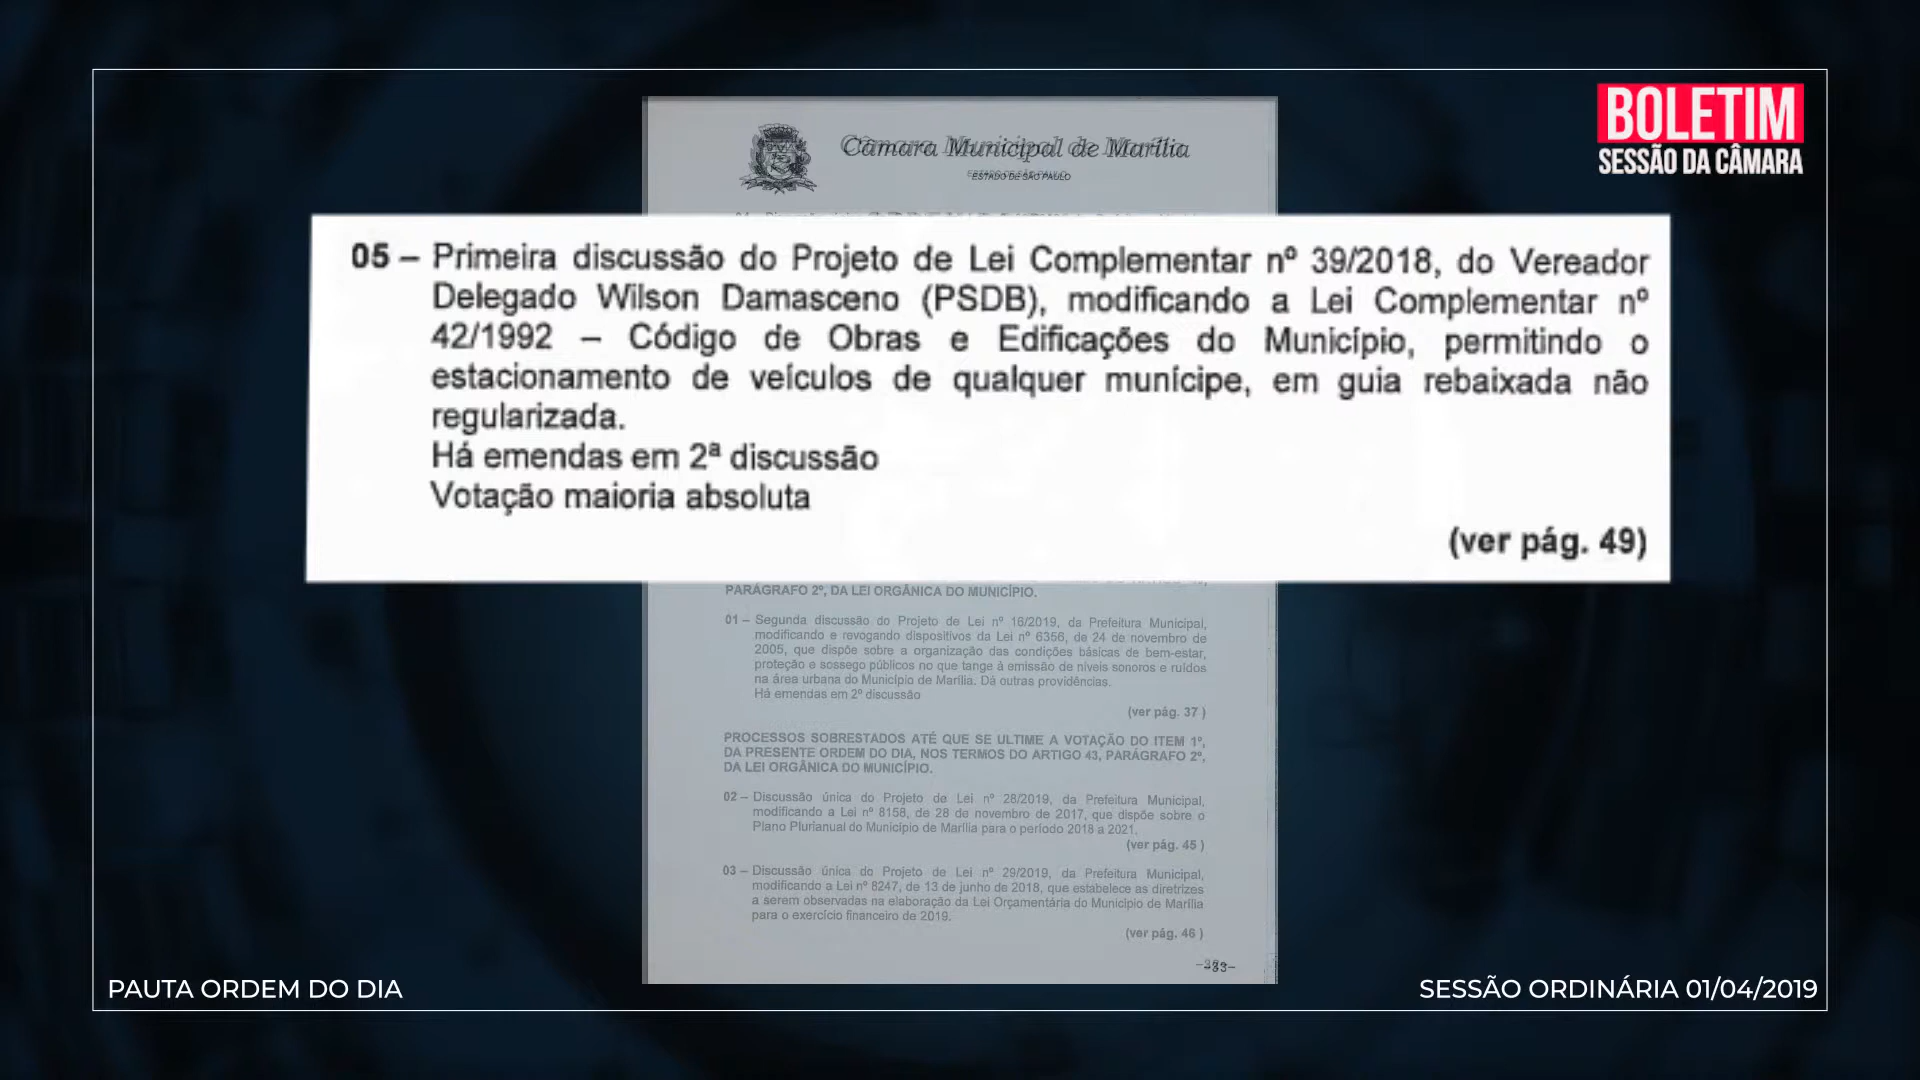 BOLETIM
SESSÃO DA CÂMARA
Câmara Municipal de Marília
ESTADO DE SÃO PAULO
05 – Primeira discussão do Projeto de Lei Complementar nº 39/2018, do Vereador
Delegado Wilson Damasceno (PSDB), modificando a Lei Complementar nº
42/1992 – Código de Obras e Edificações do Município, permitindo o
estacionamento de veículos de qualquer munícipe, em guia rebaixada não
regularizada.
Há emendas em 2ª discussão
Votação maioria absoluta
(ver pág. 49)
PARÁGRAFO 2º, DA LEI ORGÂNICA DO MUNICÍPIO.
01 – Segunda discussão do Projeto de Lei nº 16/2019, da Prefeitura Municipal,
modificando e revogando dispositivos da Lei nº 6356, de 24 de novembro de
2005, que dispõe sobre a organização das condições básicas de bem-estar,
proteção e sossego públicos no que tange à emissão de níveis sonoros e ruídos
na área urbana do Município de Marília. Dá outras providências.
Há emendas em 2º discussão
(ver pág. 37 )
PROCESSOS SOBRESTADOS ATÉ QUE SE ULTIME A VOTAÇÃO DO ITEM 1º,
DA PRESENTE ORDEM DO DIA, NOS TERMOS DO ARTIGO 43, PARÁGRAFO 2º,
DA LEI ORGÂNICA DO MUNICÍPIO.
02 – Discussão única do Projeto de Lei nº 28/2019, da Prefeitura Municipal,
modificando a Lei nº 8158, de 28 de novembro de 2017, que dispõe sobre o
Plano Plurianual do Município de Marília para o período 2018 a 2021.
(ver pág. 45 )
03 – Discussão única do Projeto de Lei nº 29/2019, da Prefeitura Municipal,
modificando a Lei nº 8247, de 13 de junho de 2018, que estabelece as diretrizes
a serem observadas na elaboração da Lei Orçamentária do Município de Marília
para o exercício financeiro de 2019.
(ver pág. 46 )
PAUTA ORDEM DO DIA
SESSÃO ORDINÁRIA 01/04/2019